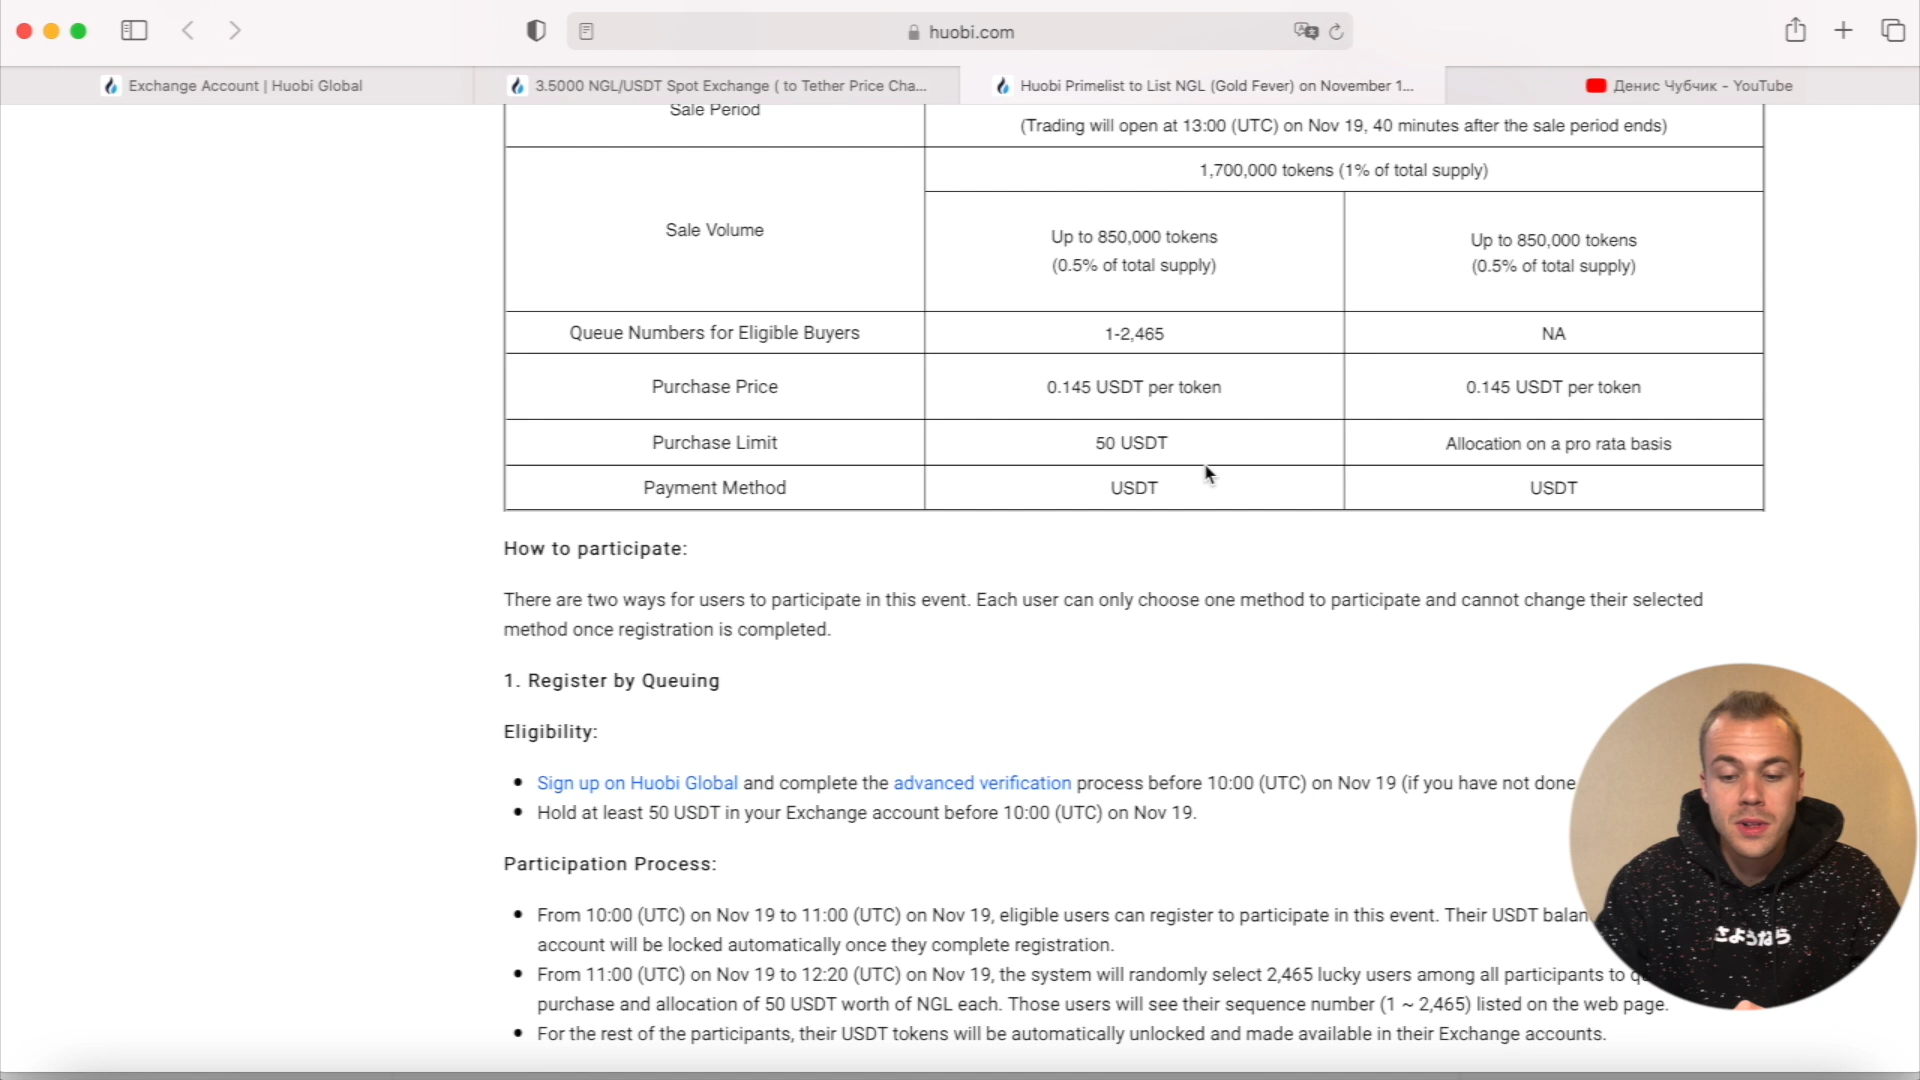 huobi.com
Exchange Account | Huobi Global
3.5000 NGL/USDT Spot Exchange ( to Tether Price Cha...
Huobi Primelist to List NGL (Gold Fever) on November 1...
Денис Чубчик - YouTube
Sale Period
(Trading will open at 13:00 (UTC) on Nov 19, 40 minutes after the sale period ends)
Sale Volume
1,700,000 tokens (1% of total supply)
Up to 850,000 tokens
(0.5% of total supply)
Up to 850,000 tokens
(0.5% of total supply)
Queue Numbers for Eligible Buyers
1-2,465
NA
Purchase Price
0.145 USDT per token
0.145 USDT per token
Purchase Limit
50 USDT
Allocation on a pro rata basis
Payment Method
USDT
USDT
How to participate:
There are two ways for users to participate in this event. Each user can only choose one method to participate and cannot change their selected
method once registration is completed.
1. Register by Queuing
Eligibility:
Sign up on Huobi Global and complete the advanced verification process before 10:00 (UTC) on Nov 19 (if you have not done
Hold at least 50 USDT in your Exchange account before 10:00 (UTC) on Nov 19.
Participation Process:
From 10:00 (UTC) on Nov 19 to 11:00 (UTC) on Nov 19, eligible users can register to participate in this event. Their USDT balan
account will be locked automatically once they complete registration.
From 11:00 (UTC) on Nov 19 to 12:20 (UTC) on Nov 19, the system will randomly select 2,465 lucky users among all participants to
purchase and allocation of 50 USDT worth of NGL each. Those users will see their sequence number (1 ~ 2,465) listed on the web page.
For the rest of the participants, their USDT tokens will be automatically unlocked and made available in their Exchange accounts.
さようなら